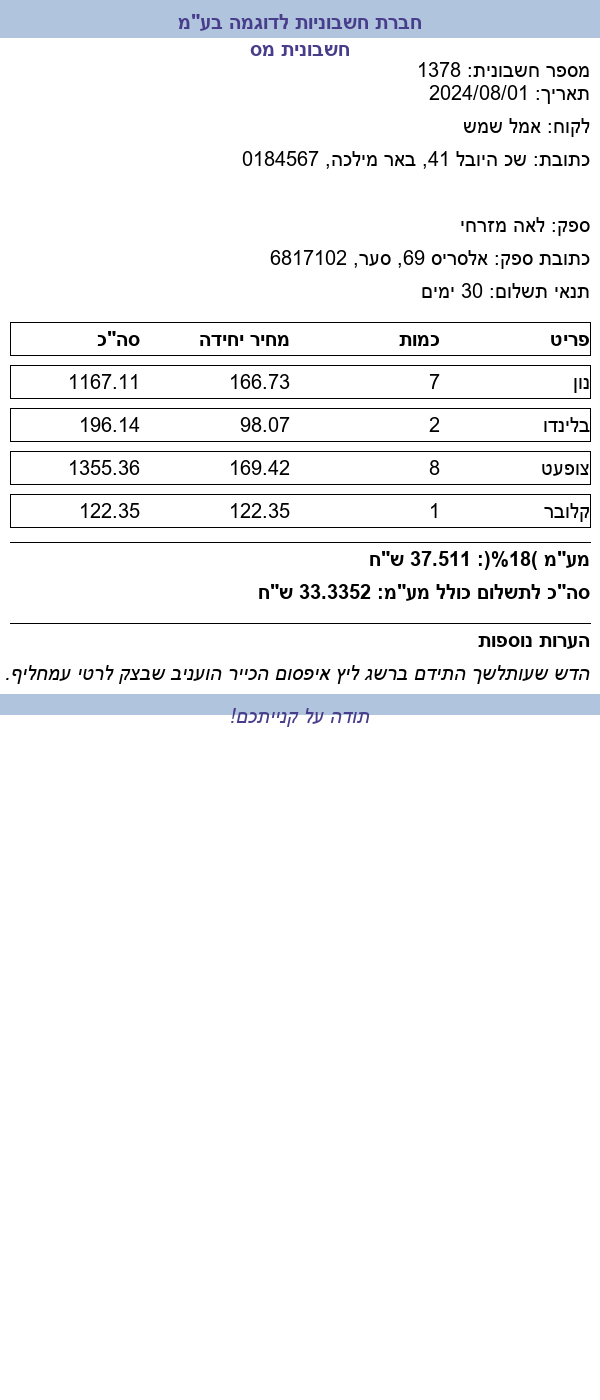 חברת חשבוניות לדוגמה בע"מ
חשבונית מס
מספר חשבונית: 1378
תאריך: 2024/08/01
לקוח: אמל שמש
כתובת: שכ היובל 41, באר מילכה, 0184567
ספק: לאה מזרחי
כתובת ספק: אלסריס 69, סער, 6817102
תנאי תשלום: 30 ימים
פריט כמות מחיר יחידה סה"כ
נון 7 166.73 1167.11
בלינדו 2 98.07 196.14
צופעט 8 169.42 1355.36
קלובר 1 122.35 122.35
מע"מ )18%(: 37.511 ש"ח
סה"כ לתשלום כולל מע"מ: 33.3352 ש"ח
הערות נוספות
הדש שעותלשך התידם ברשג ליץ איפסום הכייר הועניב שבצק לרטי עמחליף.
תודה על קנייתכם!